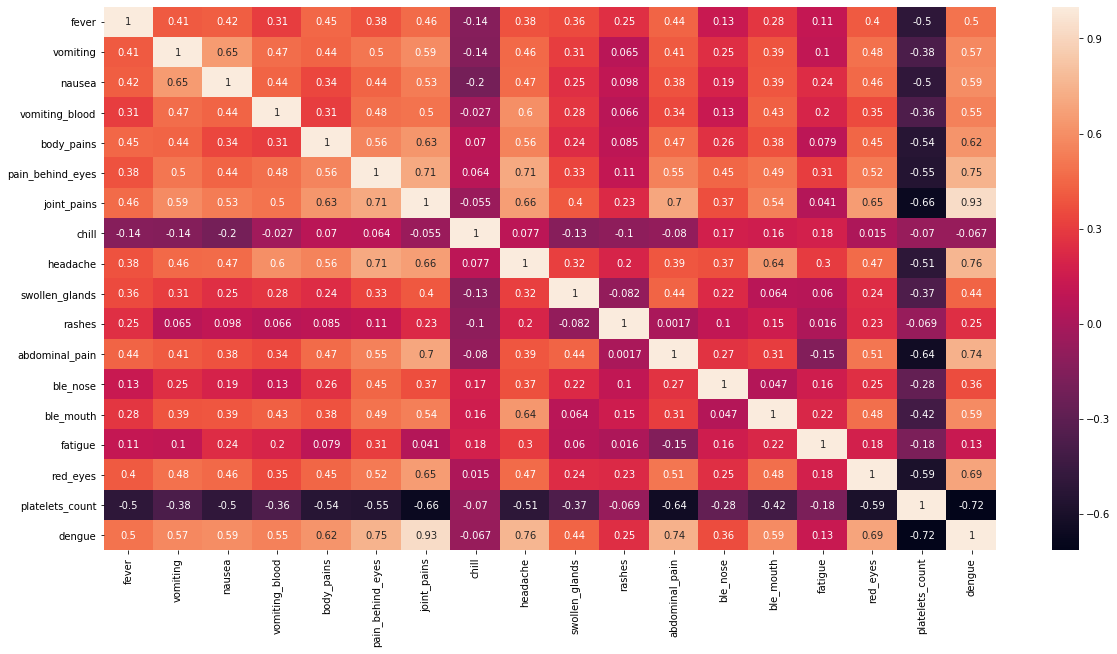 fever 1 0.41 0.42 0.31 0.45 0.38 0.46 -0.14 0.38 0.36 0.25 0.44 0.13 0.28 0.11 0.4 -0.5 0.5
vomiting 0.41 1 0.65 0.47 0.44 0.5 0.59 -0.14 0.46 0.31 0.065 0.41 0.25 0.39 0.1 0.48 -0.38 0.57
nausea 0.42 0.65 1 0.44 0.34 0.44 0.53 -0.2 0.47 0.25 0.098 0.38 0.19 0.39 0.24 0.46 -0.5 0.59
vomiting_blood 0.31 0.47 0.44 1 0.31 0.48 0.5 -0.027 0.6 0.28 0.066 0.34 0.13 0.43 0.2 0.35 -0.36 0.55
body_pains 0.45 0.44 0.34 0.31 1 0.56 0.63 0.07 0.56 0.24 0.085 0.47 0.26 0.38 0.079 0.45 -0.54 0.62
pain_behind_eyes 0.38 0.5 0.44 0.48 0.56 1 0.71 0.064 0.71 0.33 0.11 0.55 0.45 0.49 0.31 0.52 -0.55 0.75
joint_pains 0.46 0.59 0.53 0.5 0.63 0.71 1 -0.055 0.66 0.4 0.23 0.7 0.37 0.54 0.041 0.65 -0.66 0.93
chill -0.14 -0.14 -0.2 -0.027 0.07 0.064 -0.055 1 0.077 -0.13 -0.1 -0.08 0.17 0.16 0.18 0.015 -0.07 -0.067
headache 0.38 0.46 0.47 0.6 0.56 0.71 0.66 0.077 1 0.32 0.2 0.39 0.37 0.64 0.3 0.47 -0.51 0.76
swollen_glands 0.36 0.31 0.25 0.28 0.24 0.33 0.4 -0.13 0.32 1 -0.082 0.44 0.22 0.064 0.06 0.24 -0.37 0.44
rashes 0.25 0.065 0.098 0.066 0.085 0.11 0.23 -0.1 0.2 -0.082 1 0.0017 0.1 0.15 0.016 0.23 -0.069 0.25
abdominal_pain 0.44 0.41 0.38 0.34 0.47 0.55 0.7 -0.08 0.39 0.44 0.0017 1 0.27 0.31 -0.15 0.51 -0.64 0.74
ble_nose 0.13 0.25 0.19 0.13 0.26 0.45 0.37 0.17 0.37 0.22 0.1 0.27 1 0.047 0.16 0.25 -0.28 0.36
ble_mouth 0.28 0.39 0.39 0.43 0.38 0.49 0.54 0.16 0.64 0.064 0.15 0.31 0.047 1 0.22 0.48 -0.42 0.59
fatigue 0.11 0.1 0.24 0.2 0.079 0.31 0.041 0.18 0.3 0.06 0.016 -0.15 0.16 0.22 1 0.18 -0.18 0.13
red_eyes 0.4 0.48 0.46 0.35 0.45 0.52 0.65 0.015 0.47 0.24 0.23 0.51 0.25 0.48 0.18 1 -0.59 0.69
platelets_count -0.5 -0.38 -0.5 -0.36 -0.54 -0.55 -0.66 -0.07 -0.51 -0.37 -0.069 -0.64 -0.28 -0.42 -0.18 -0.59 1 -0.72
dengue 0.5 0.57 0.59 0.55 0.62 0.75 0.93 -0.067 0.76 0.44 0.25 0.74 0.36 0.59 0.13 0.69 -0.72 1
fever vomiting nausea vomiting_blood body_pains pain_behind_eyes joint_pains chill headache swollen_glands rashes abdominal_pain ble_nose ble_mouth fatigue red_eyes platelets_count dengue
0.9
0.6
0.3
0.0
-0.3
-0.6